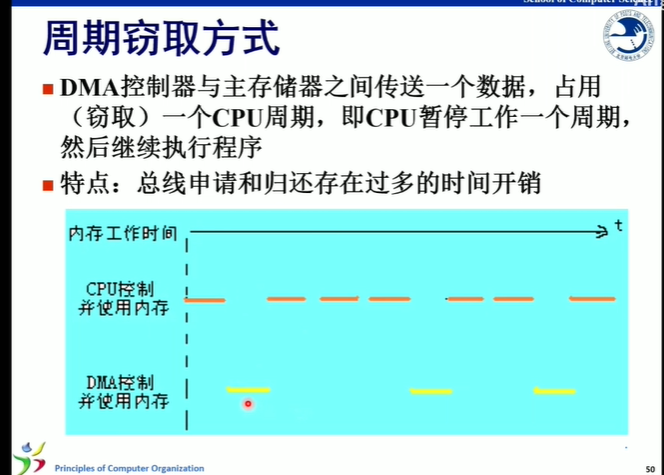 School of Computer Science
周期窃取方式
DMA控制器与主存储器之间传送一个数据，占用
（窃取）一个CPU周期，即CPU暂停工作一个周期，
然后继续执行程序
特点：总线申请和归还存在过多的时间开销
内存工作时间
t
CPU控制
并使用内存
DMA控制
并使用内存
Principles of Computer Organization
50